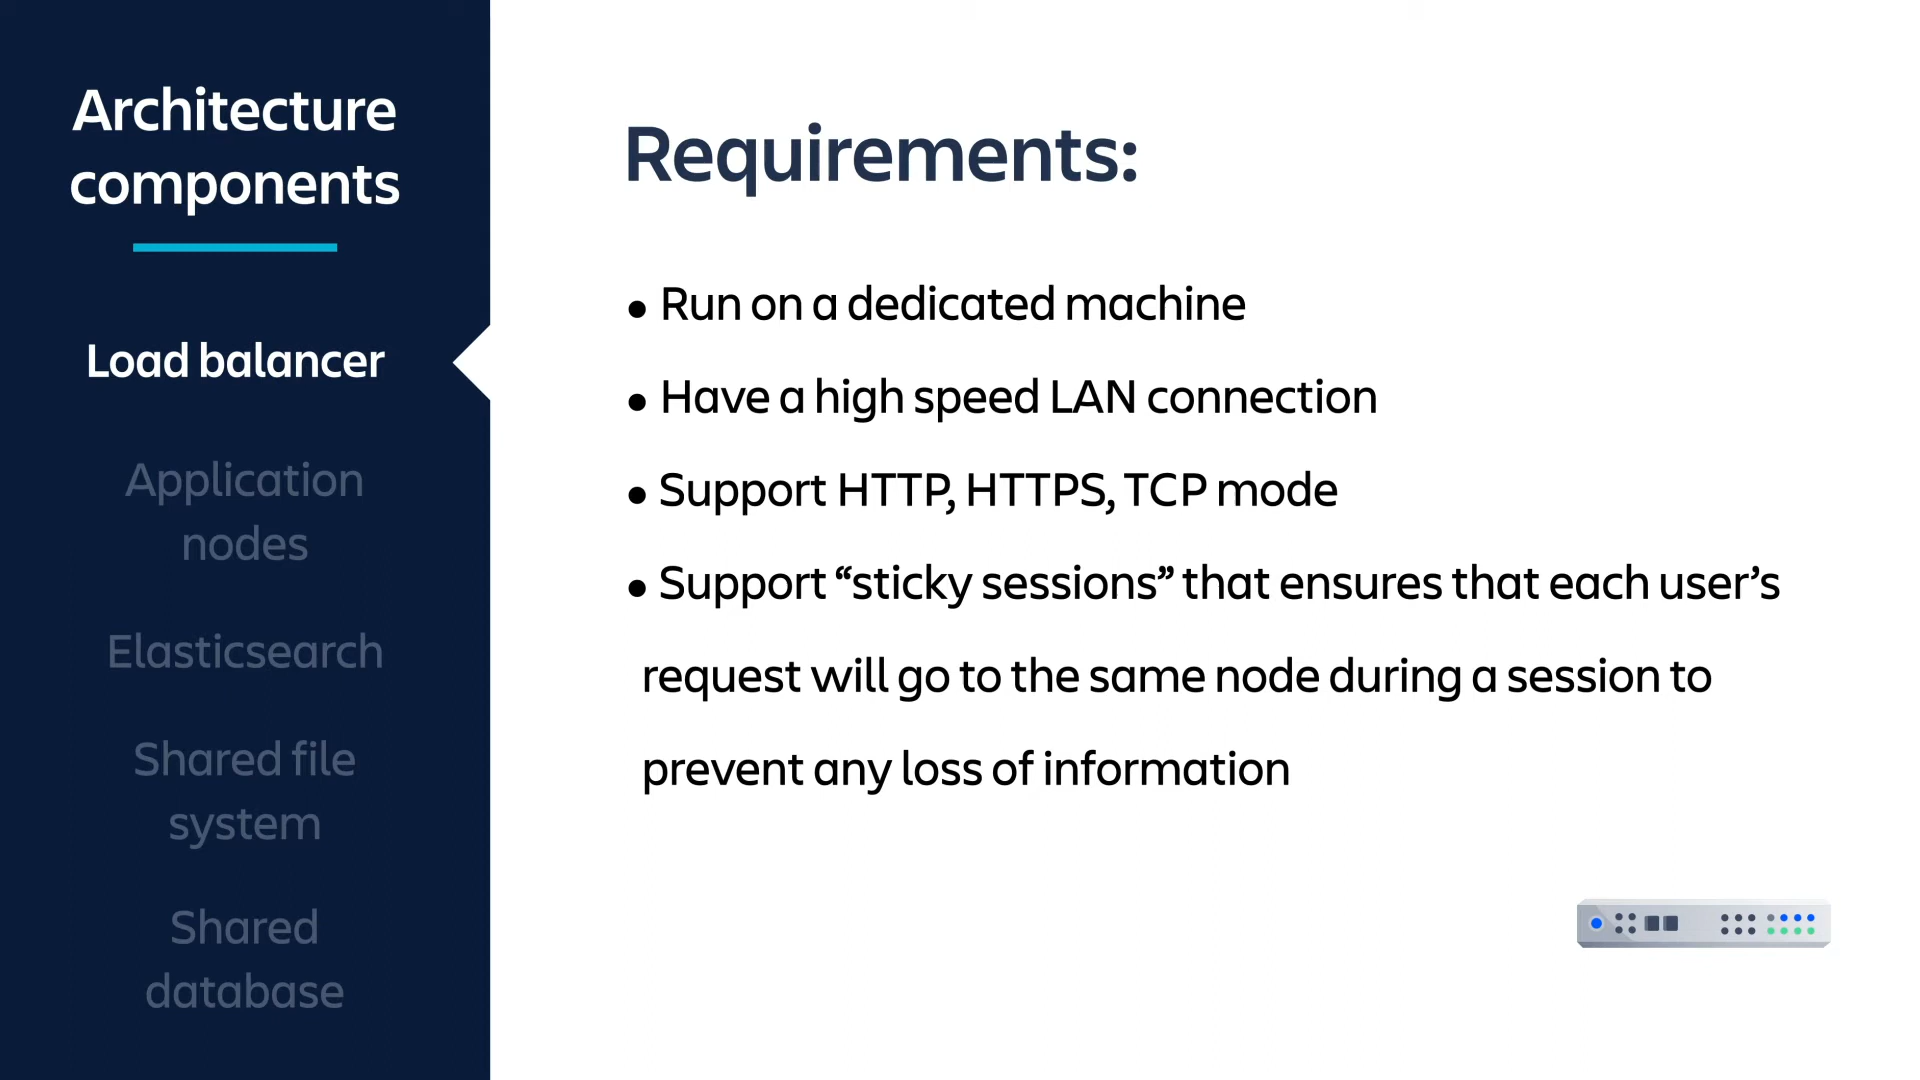 Architecture
components
Load balancer
Application
nodes
Elasticsearch
Shared file
system
Shared
database
Requirements:
● Run on a dedicated machine
● Have a high speed LAN connection
● Support HTTP, HTTPS, TCP mode
● Support “sticky sessions” that ensures that each user’s
request will go to the same node during a session to
prevent any loss of information